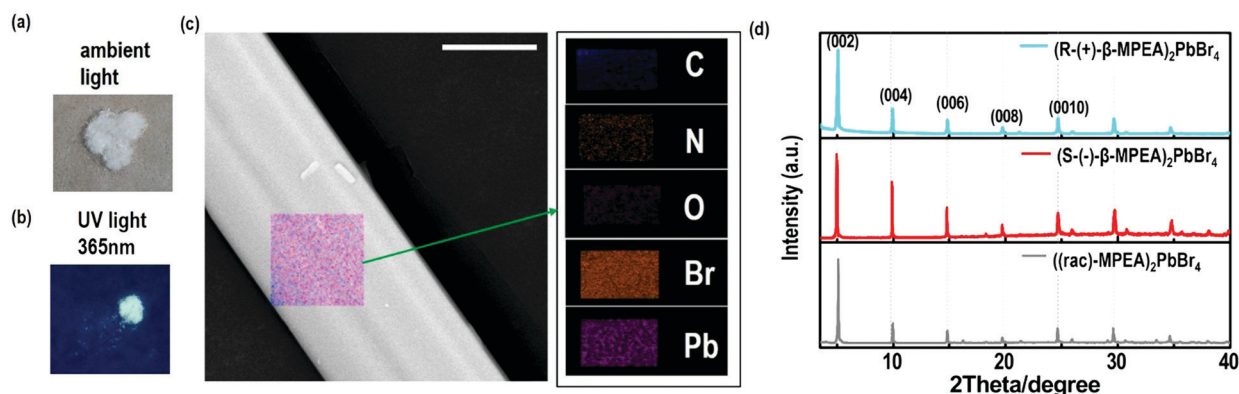 (a)
ambient
light
(b)
UV light
365nm
(c)
C
N
O
Br
Pb
(d)
(002)
(004)
(006)
(008)
(0010)
(R-(+)-β-MPEA)₂PbBr₄
(S-(-)-β-MPEA)₂PbBr₄
((rac)-MPEA)₂PbBr₄
Intensity (a.u.)
10
20
30
40
2Theta/degree